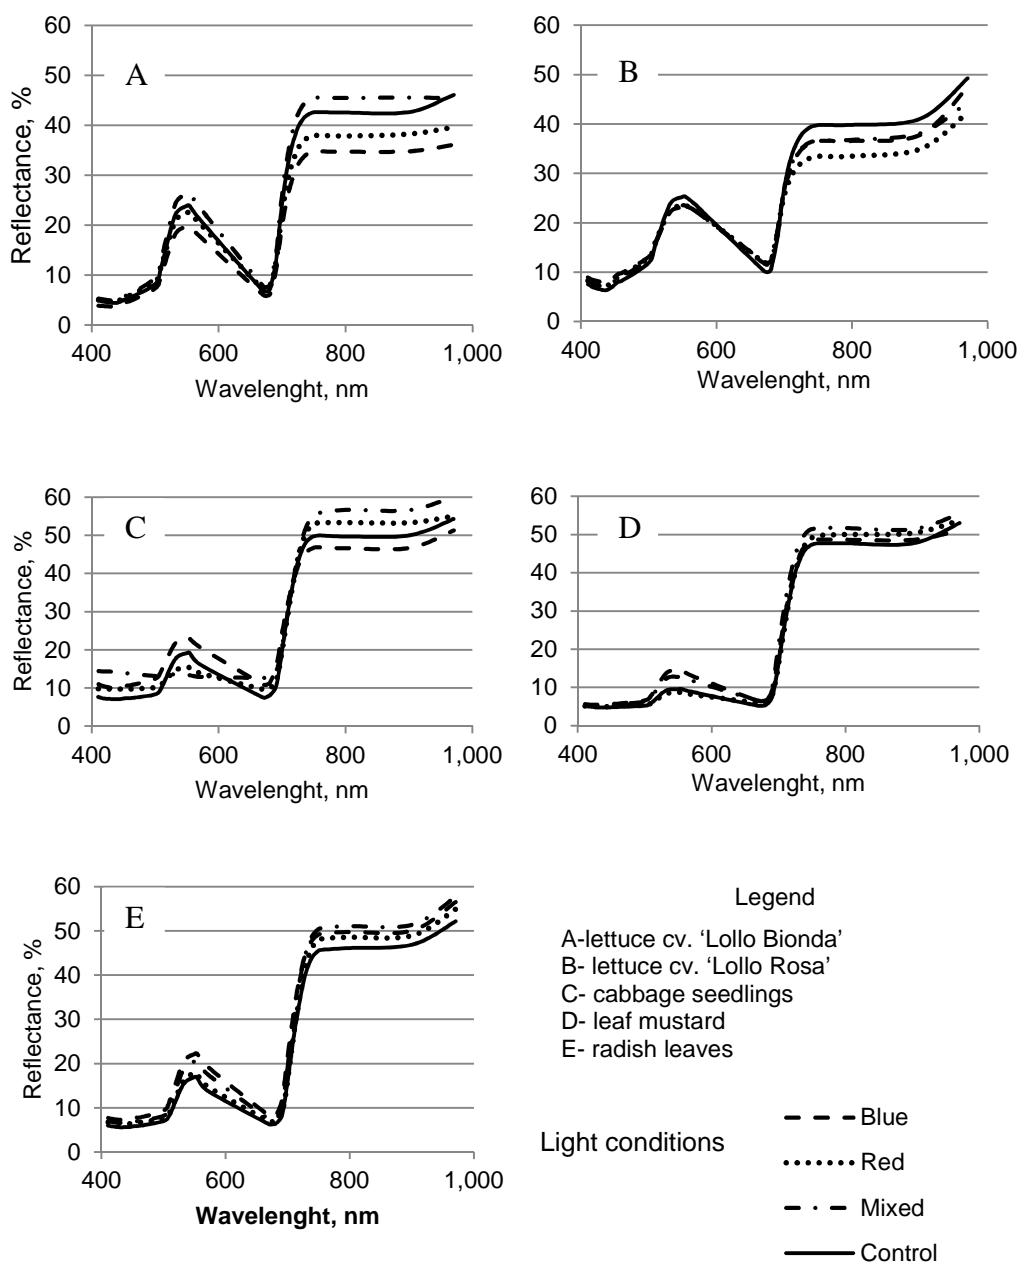 A
Reflectance, %
60
50
40
30
20
10
0
400
600
800
1,000
Wavelenght, nm
B
60
50
40
30
20
10
0
400
600
800
1,000
Wavelenght, nm
C
Reflectance, %
60
50
40
30
20
10
0
400
600
800
1,000
Wavelenght, nm
D
60
50
40
30
20
10
0
400
600
800
1,000
Wavelenght, nm
E
Reflectance, %
60
50
40
30
20
10
0
400
600
800
1,000
Wavelenght, nm
Legend
A-lettuce cv. ‘Lollo Bionda’
B- lettuce cv. ‘Lollo Rosa’
C- cabbage seedlings
D- leaf mustard
E- radish leaves
Light conditions
Blue
Red
Mixed
Control